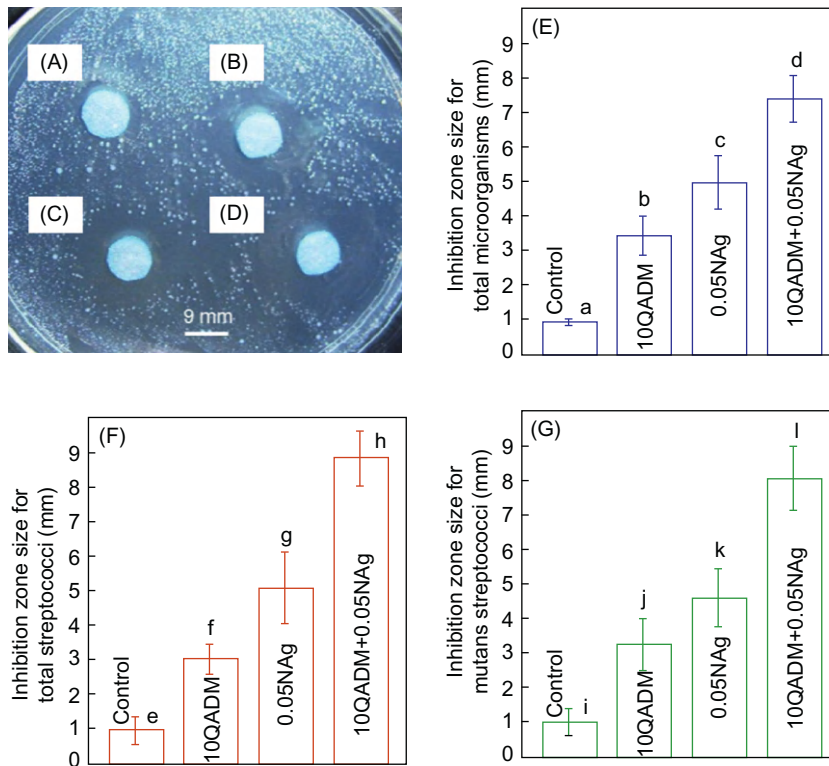 (A)
(B)
(C)
(D)
9 mm
(E)
Inhibition zone size for
total microorganisms (mm)
9
8
7
6
5
4
3
2
1
0
Control
a
10QADM
b
0.05NAg
c
10QADM+0.05NAg
d
(F)
Inhibition zone size for
total streptococci (mm)
9
8
7
6
5
4
3
2
1
0
Control
e
10QADM
f
0.05NAg
g
10QADM+0.05NAg
h
(G)
Inhibition zone size for
mutans streptococci (mm)
9
8
7
6
5
4
3
2
1
0
Control
i
10QADM
j
0.05NAg
k
10QADM+0.05NAg
l